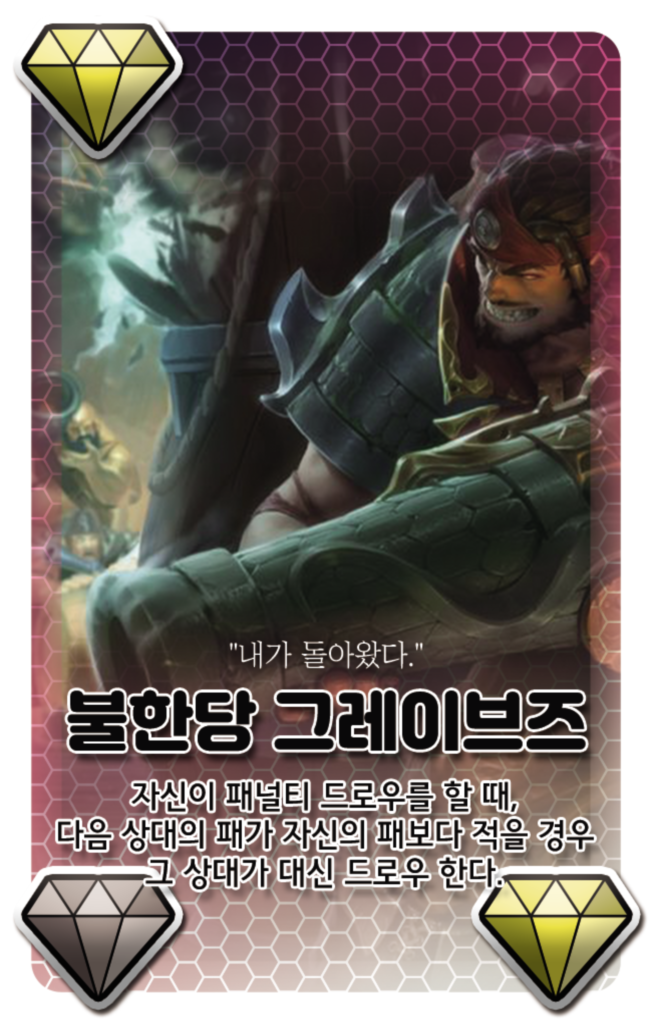 "내가 돌아왔다."
불한당 그레이브즈
자신이 패널티 드로우를 할 때,
다음 상대의 패가 자신의 패보다 적을 경우
그 상대가 대신 드로우 한다.